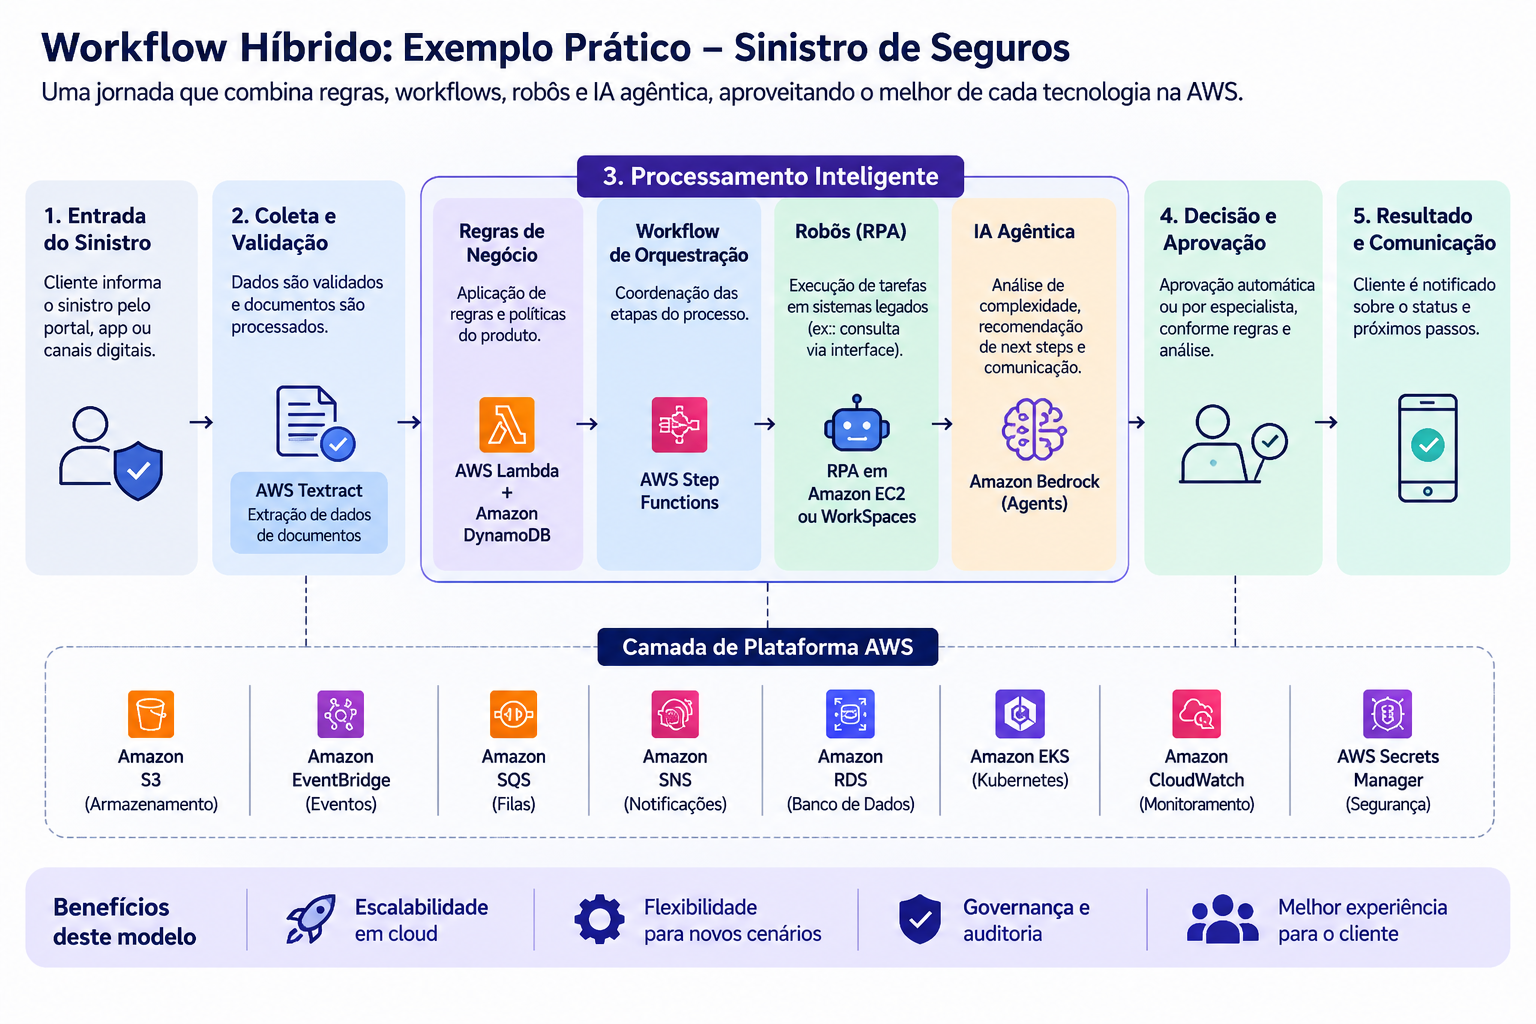 Workflow Híbrido: Exemplo Prático – Sinistro de Seguros
Uma jornada que combina regras, workflows, robôs e IA agêntica, aproveitando o melhor de cada tecnologia na AWS.
1. Entrada
do Sinistro
Cliente informa
o sinistro pelo
portal, app ou
canais digitais.
2. Coleta e
Validação
Dados são validados
e documentos são
processados.
AWS Textract
Extração de dados
de documentos
3. Processamento Inteligente
Regras de
Negócio
Aplicação de
regras e políticas
do produto.
AWS Lambda
+
Amazon
DynamoDB
Workflow
de Orquestração
Coordenação das
etapas do processo.
AWS Step
Functions
Robõs (RPA)
Execução de tarefas
em sistemas legados
(ex:: consulta
via interface).
RPA em
Amazon EC2
ou WorkSpaces
IA Agêntica
Análise de
complexidade,
recomendação
de next steps e
comunicação.
Amazon Bedrock
(Agents)
4. Decisão e
Aprovação
Aprovação automática
ou por especialista,
conforme regras e
análise.
5. Resultado
e Comunicação
Cliente é notificado
sobre o status e
próximos passos.
Camada de Plataforma AWS
Amazon
S3
(Armazenamento)
Amazon
EventBridge
(Eventos)
Amazon
SQS
(Filas)
Amazon
SNS
(Notificações)
Amazon
RDS
(Banco de Dados)
Amazon EKS
(Kubernetes)
Amazon
CloudWatch
(Monitoramento)
AWS Secrets
Manager
(Segurança)
Benefícios
deste modelo
Escalabilidade
em cloud
Flexibilidade
para novos cenários
Governança e
auditoria
Melhor experiência
para o cliente